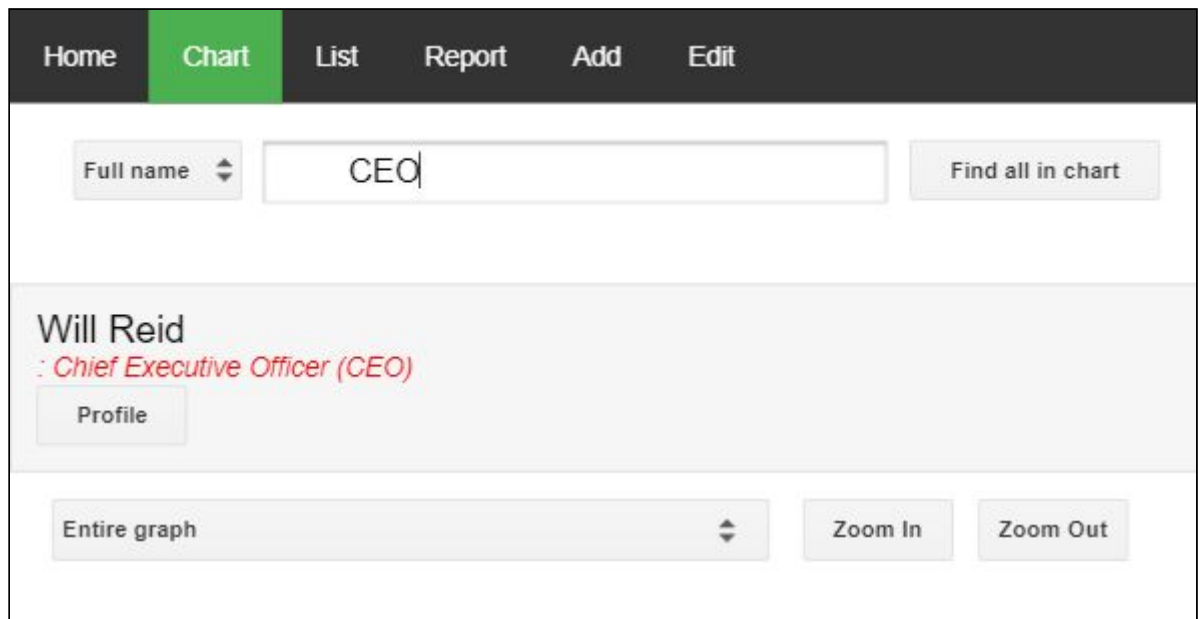 Home Chart List Report Add Edit
Full name CEO Find all in chart
Will Reid
: Chief Executive Officer (CEO)
Profile
Entire graph Zoom In Zoom Out